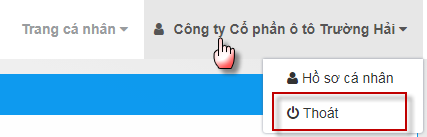 Trang cá nhân Công ty Cổ phần ô tô Trường Hải
Hồ sơ cá nhân
Thoát